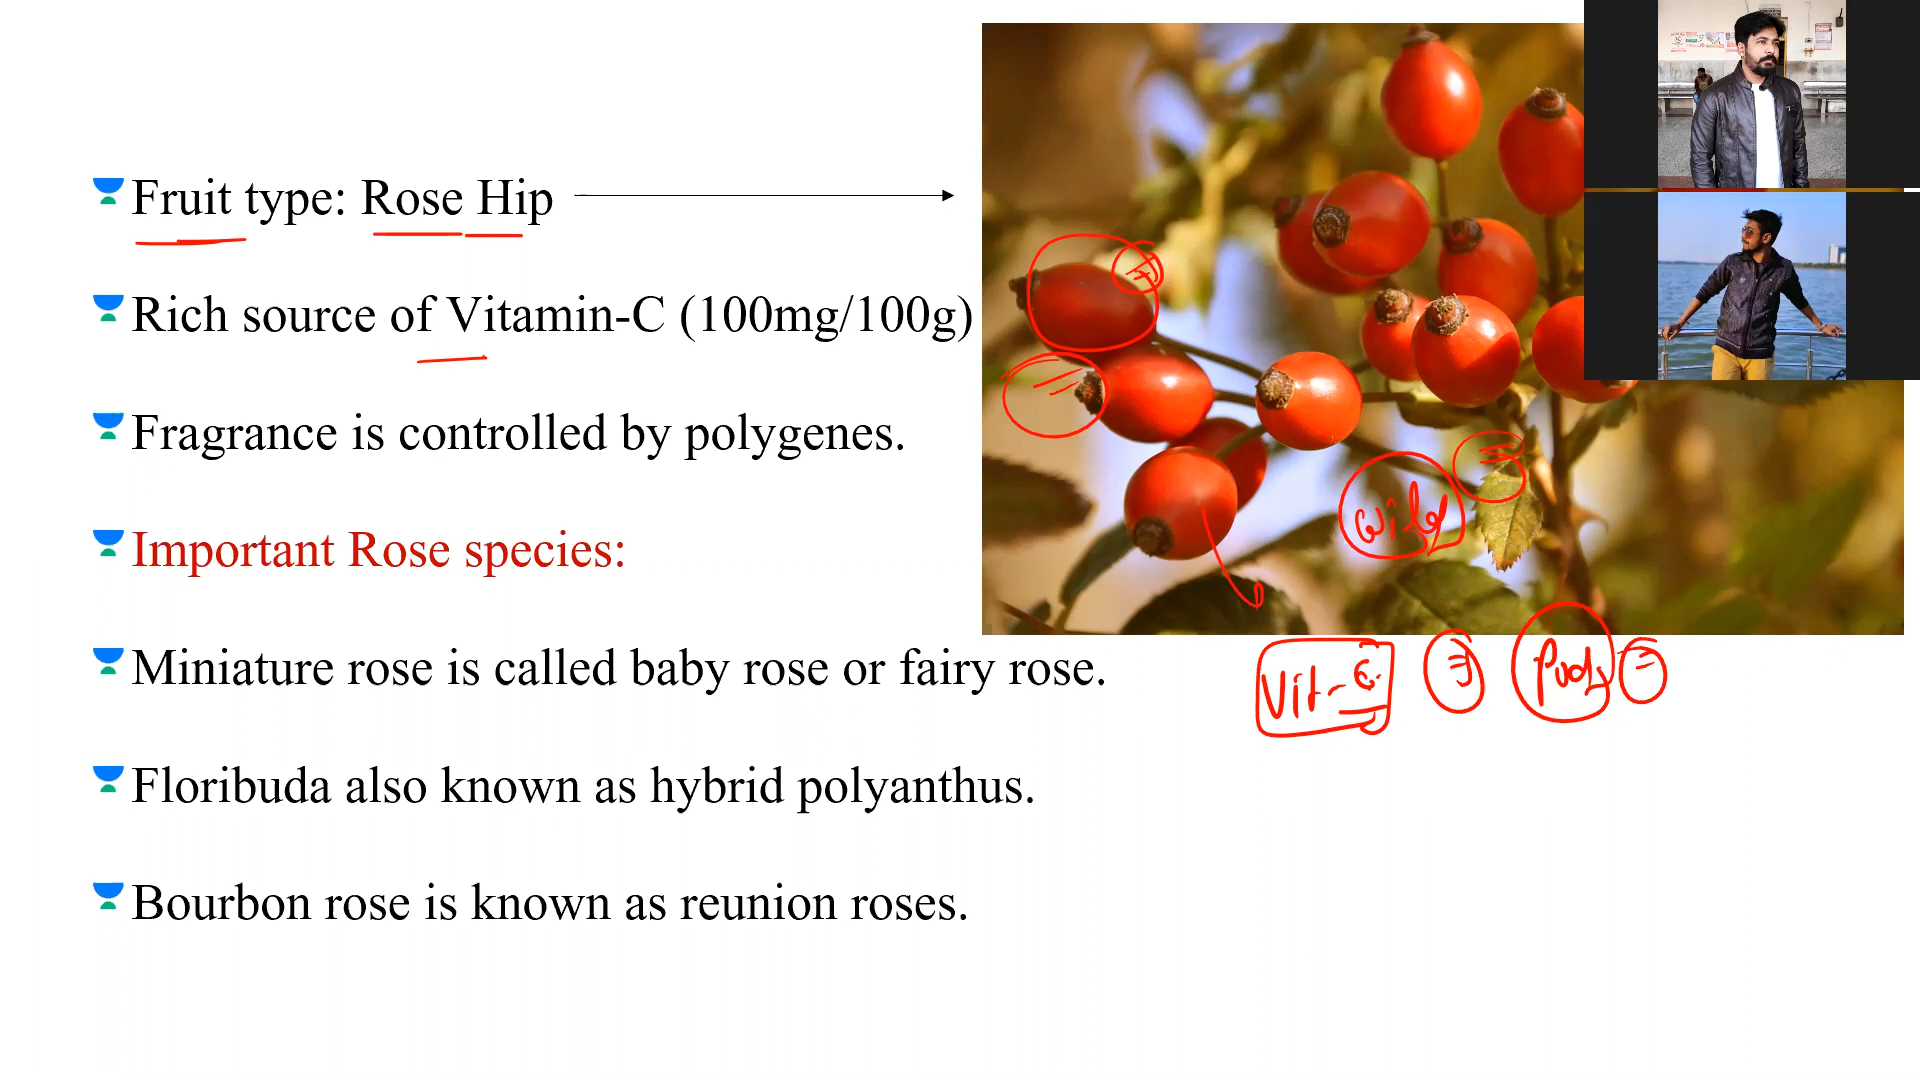 Fruit type: Rose Hip
Rich source of Vitamin-C (100mg/100g)
Fragrance is controlled by polygenes.
Important Rose species:
Miniature rose is called baby rose or fairy rose.
Floribuda also known as hybrid polyanthus.
Bourbon rose is known as reunion roses.
Wild
Vit-C